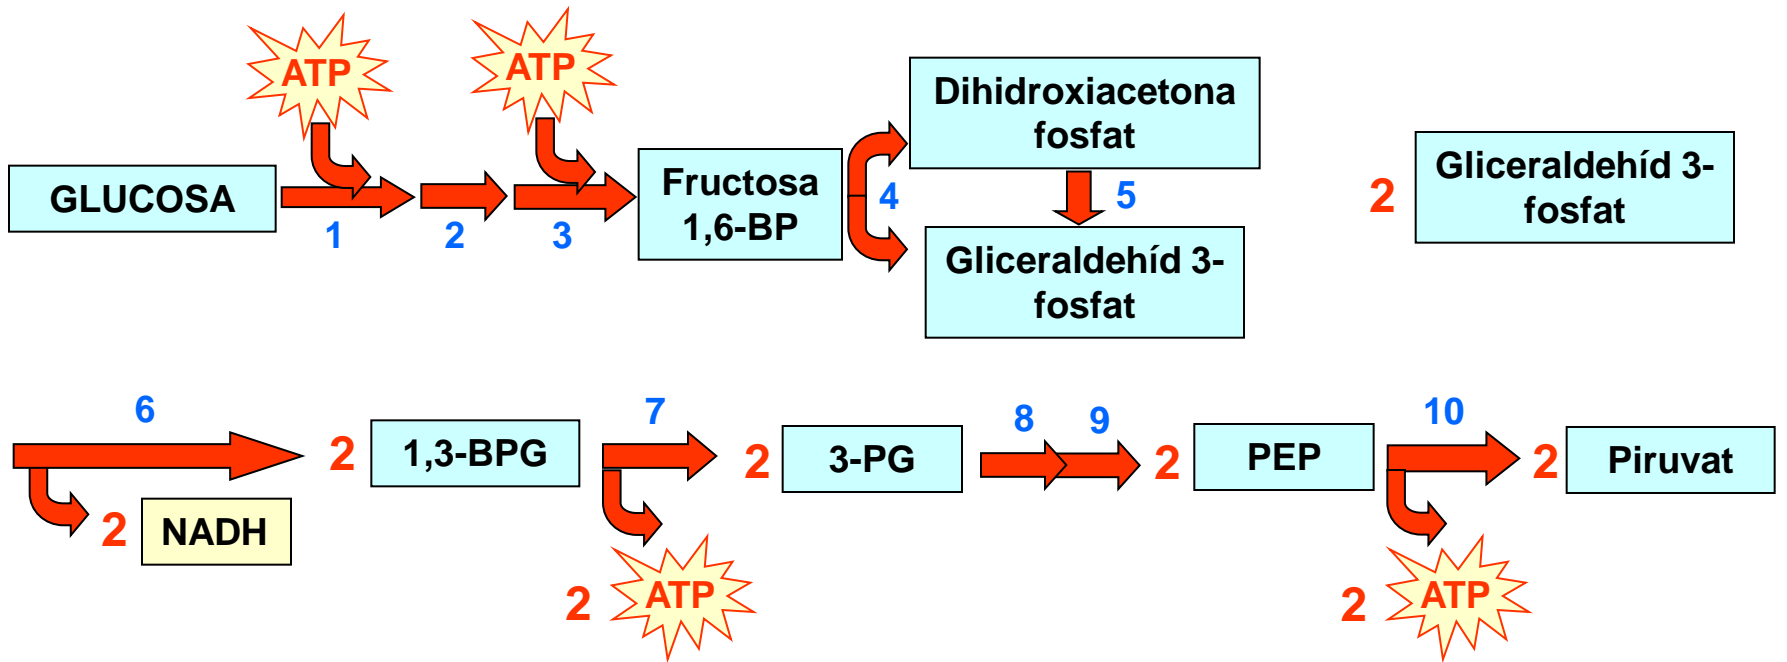 ATP
ATP
GLUCOSA
1
2
3
Fructosa
1,6-BP
4
Dihidroxiacetona
fosfat
5
Gliceraldehíd 3-
fosfat
2
Gliceraldehíd 3-
fosfat
6
2
NADH
2
1,3-BPG
7
2
ATP
2
3-PG
8
9
2
PEP
10
2
ATP
2
Piruvat